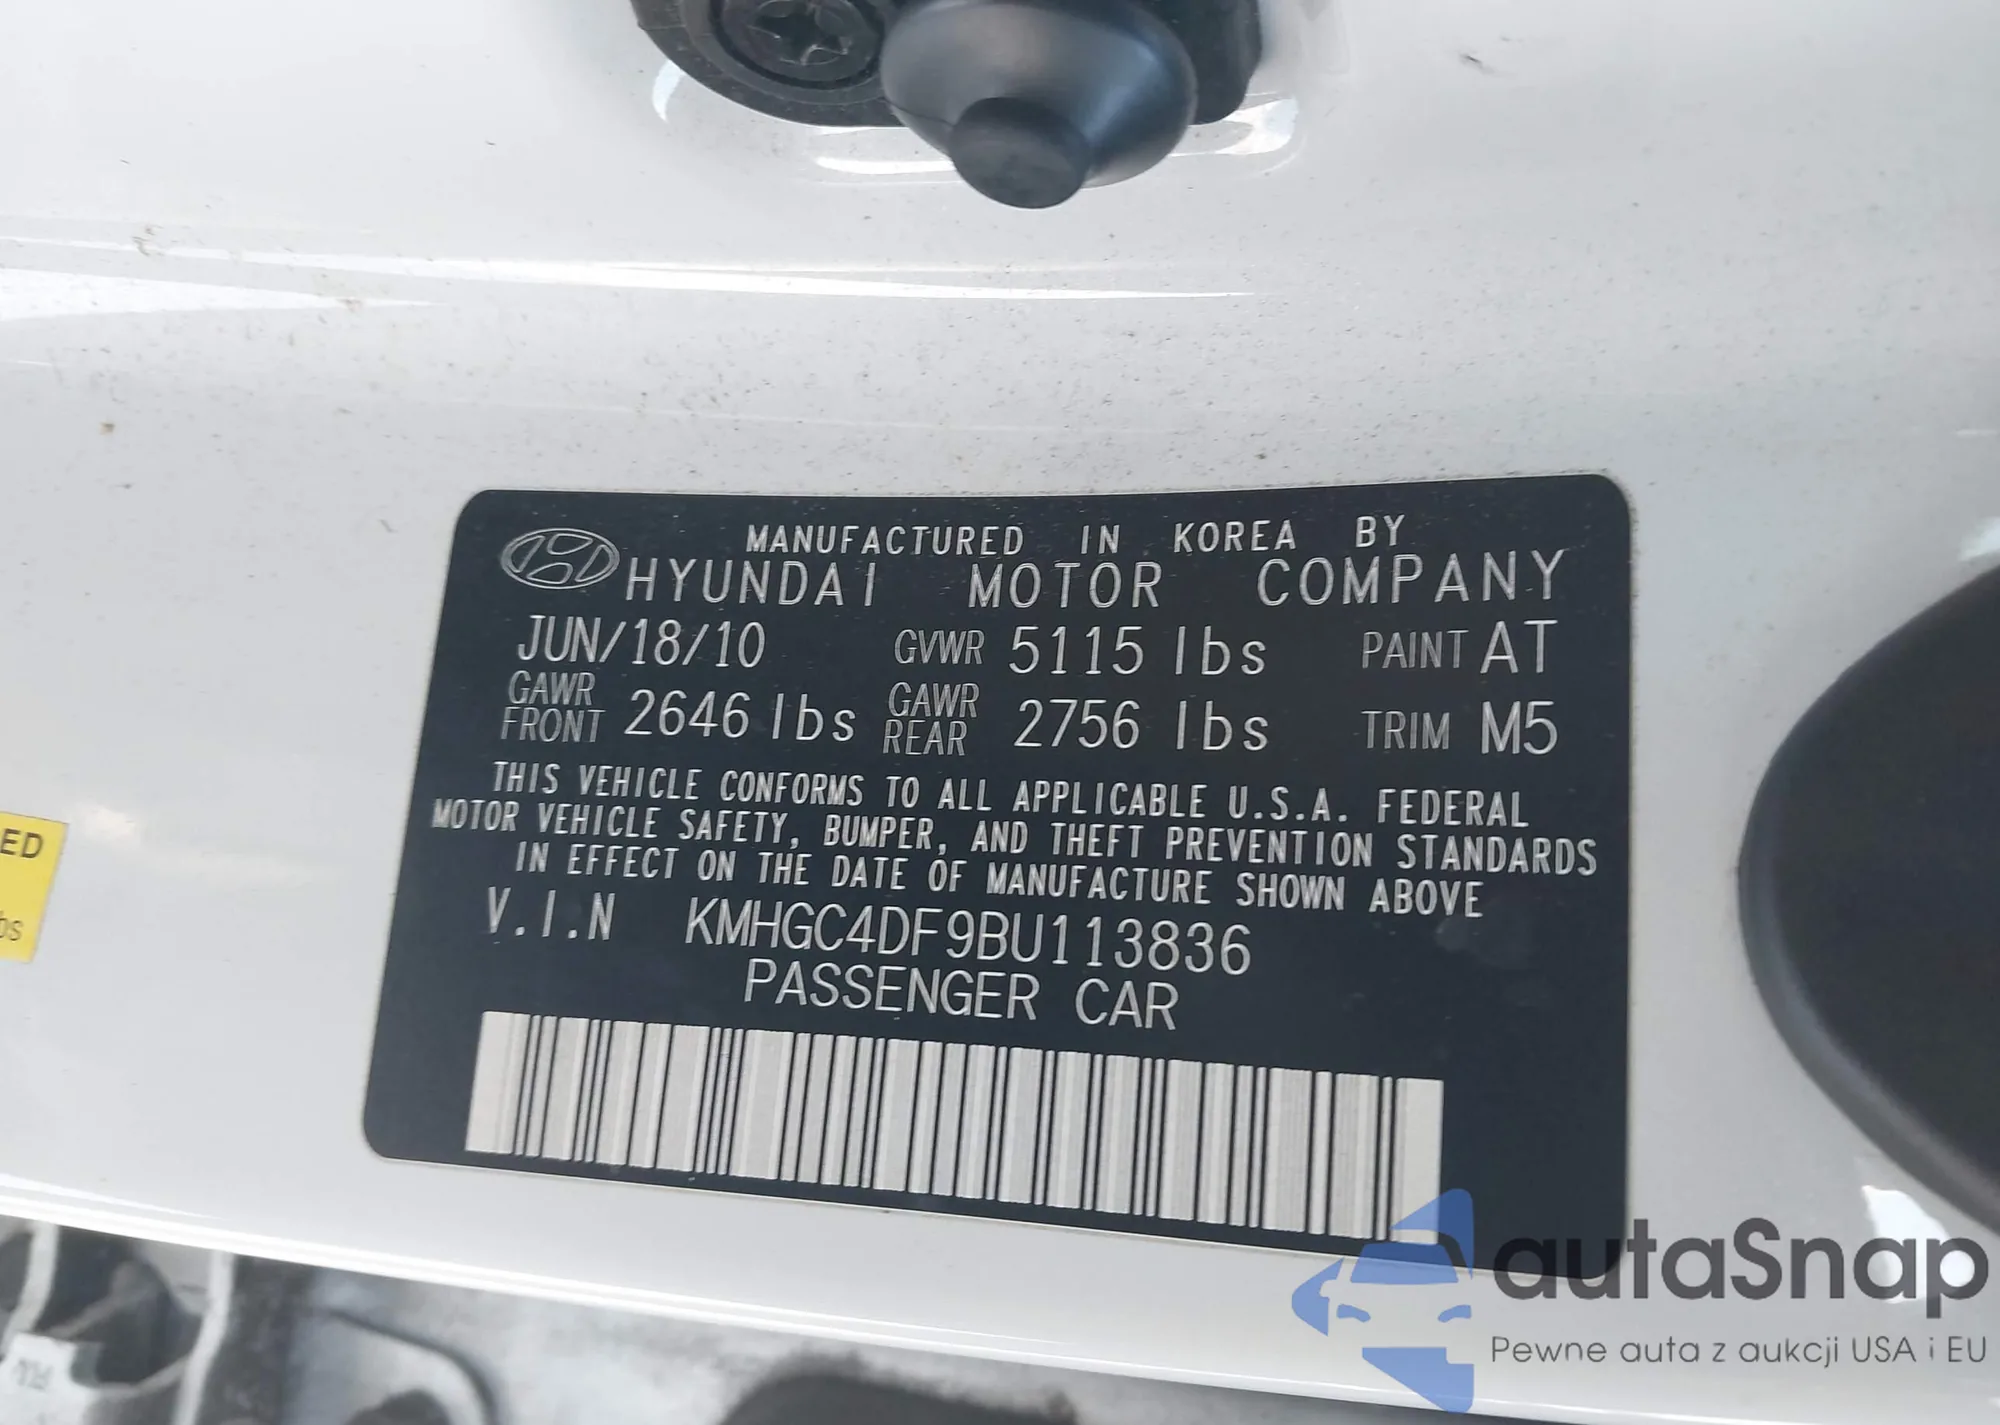 MANUFACTURED IN KOREA BY
HYUNDAI MOTOR COMPANY
JUN/18/10 GVWR 5115 lbs PAINT AT
GAWR FRONT 2646 lbs GAWR REAR 2756 lbs TRIM M5
THIS VEHICLE CONFORMS TO ALL APPLICABLE U.S.A. FEDERAL
MOTOR VEHICLE SAFETY, BUMPER, AND THEFT PREVENTION STANDARDS
IN EFFECT ON THE DATE OF MANUFACTURE SHOWN ABOVE
V.I.N KMHGC4DF9BU113836
PASSENGER CAR
ED
bs
autaSnap
Pewne auta z aukcji USA i EU